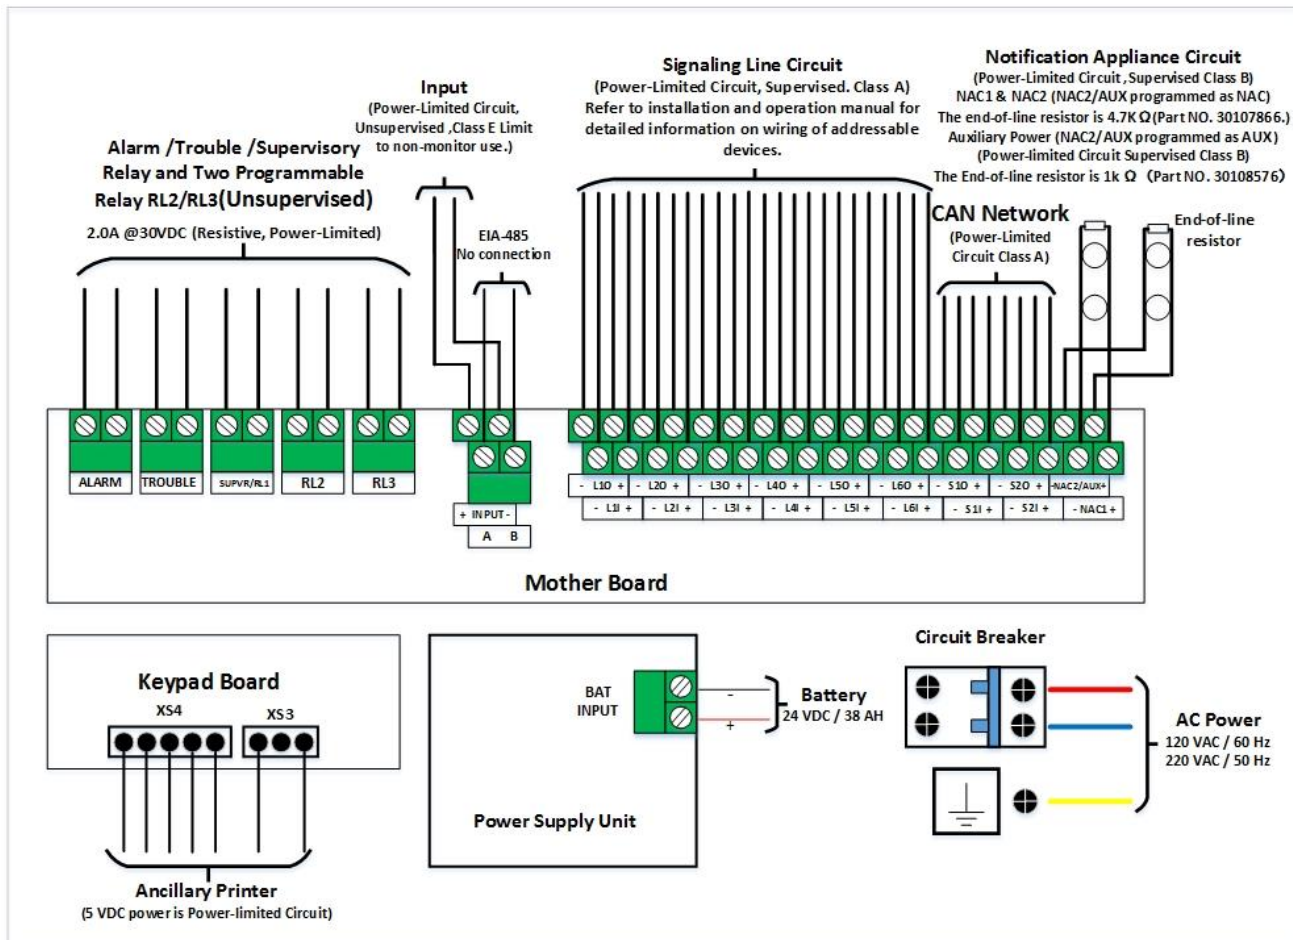 Alarm /Trouble /Supervisory
Relay and Two Programmable
Relay RL2/RL3(Unsupervised)
2.0A @30VDC (Resistive, Power-Limited)
Input
(Power-Limited Circuit,
Unsupervised ,Class E Limit
to non-monitor use.)
EIA-485
No connection
Signaling Line Circuit
(Power-Limited Circuit, Supervised. Class A)
Refer to installation and operation manual for
detailed information on wiring of addressable
devices.
Notification Appliance Circuit
(Power-Limited Circuit , Supervised Class B)
NAC1 & NAC2 (NAC2/AUX programmed as NAC)
The end-of-line resistor is 4.7K Ω(Part NO. 30107866.)
Auxiliary Power (NAC2/AUX programmed as AUX)
(Power-limited Circuit Supervised Class B)
The End-of-line resistor is 1k Ω （Part NO. 30108576）
CAN Network
(Power-Limited
Circuit Class A)
End-of-line
resistor
ALARM
TROUBLE
SUPVR/RL1
RL2
RL3
+ INPUT -
A B
- L1O + - L2O + - L3O + - L4O + - L5O + - L6O + - S1O + - S2O + -NAC2/AUX+
- L1I + - L2I + - L3I + - L4I + - L5I + - L6I + - S1I + - S2I + - NAC1 +
Mother Board
Keypad Board
XS4
XS3
Ancillary Printer
(5 VDC power is Power-limited Circuit)
BAT
INPUT
-
+
Battery
24 VDC / 38 AH
Power Supply Unit
Circuit Breaker
AC Power
120 VAC / 60 Hz
220 VAC / 50 Hz